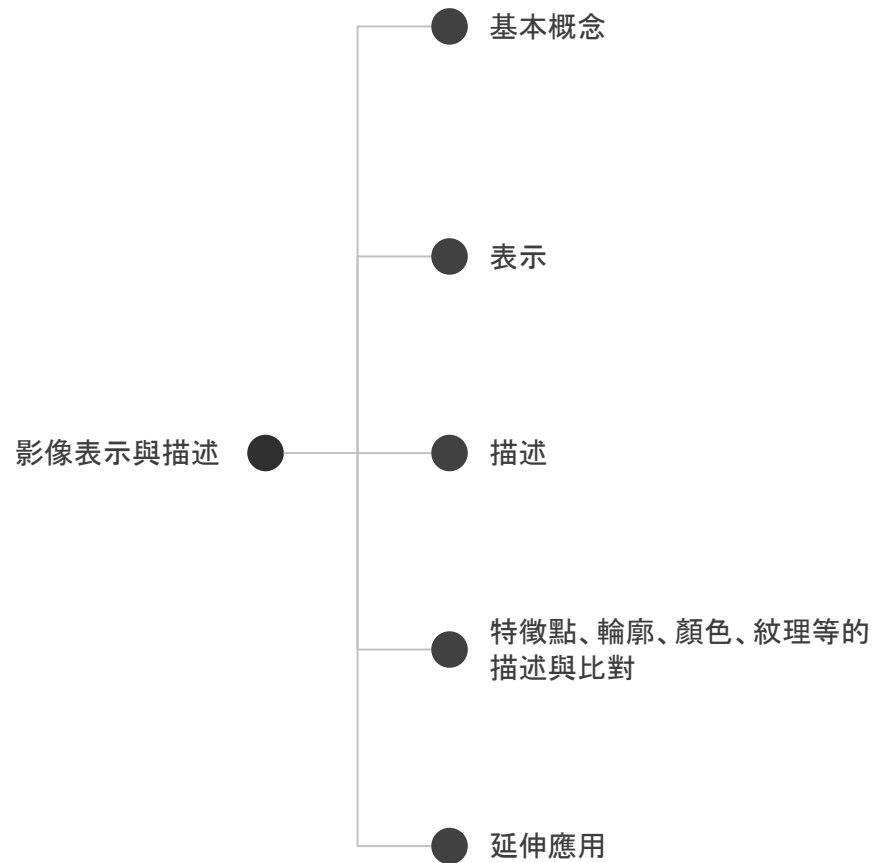 基本概念
表示
影像表示與描述
描述
特徵點、輪廓、顏色、紋理等的
描述與比對
延伸應用